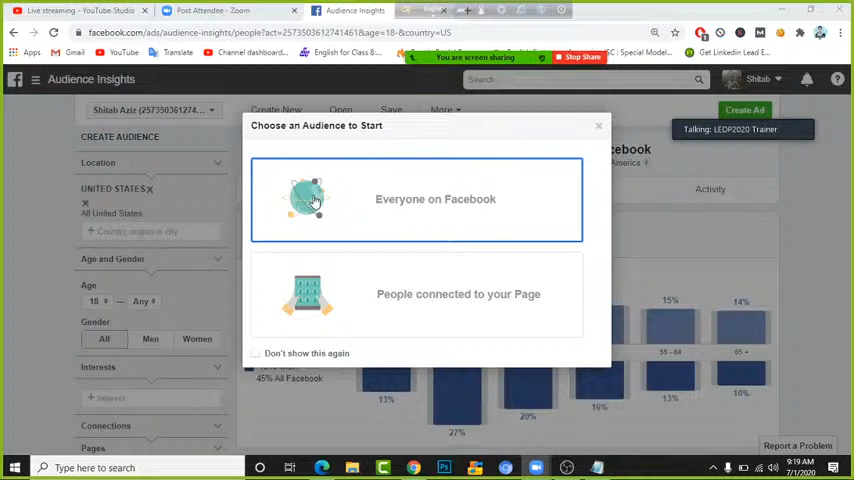 Live streaming - YouTube Studio
Post Attendee - Zoom
Audience Insights
facebook.com/ads/audience-insights/people?act=2573503612741461&age=18-&country=US
Apps
Gmail
YouTube
Translate
Channel dashboard...
English for Class &...
SC : Special Model...
Get Linkedin Lead E...
You are screen sharing
Stop Share
Audience Insights
Search...
Shitab
Shitab Aziz (257350361274...
Create New
Open
Save
More
Create Ad
Talking: LEDP2020 Trainer
CREATE AUDIENCE
Choose an Audience to Start
cebook
America
Location
UNITED STATES
All United States
+ Country, region or city
Everyone on Facebook
Activity
Age and Gender
Age
18 — Any
Gender
All
Men
Women
People connected to your Page
15%
14%
55 - 64
65 +
Don't show this again
Interests
+ Interest
45% All Facebook
13%
27%
20%
16%
13%
10%
Connections
Pages
Report a Problem
Type here to search
9:19 AM
7/1/2020